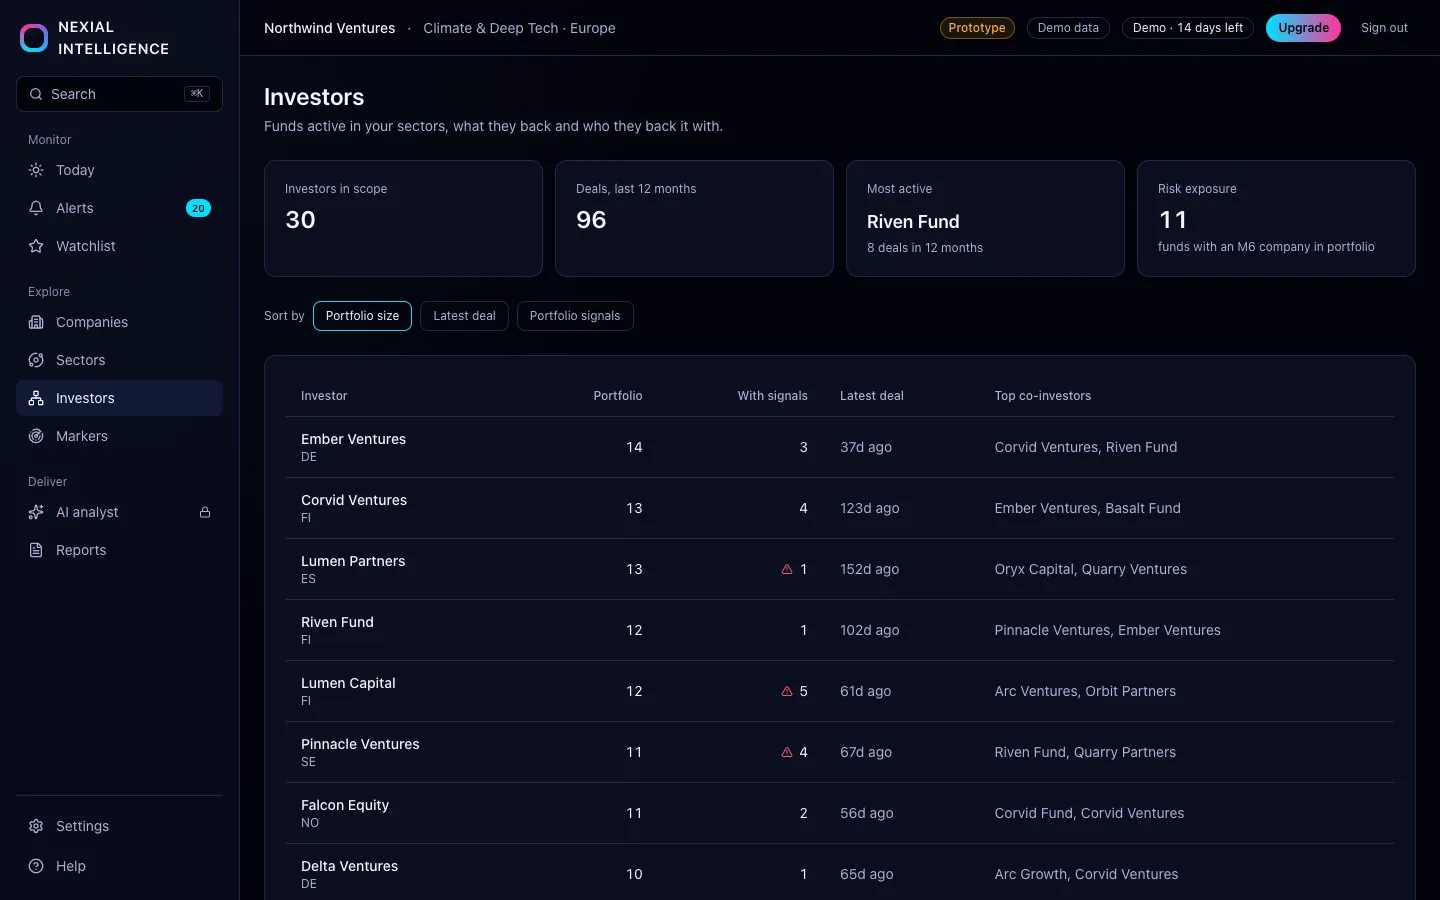 NEXIAL
INTELLIGENCE
Search ⌘K
Monitor
Today
Alerts 20
Watchlist
Explore
Companies
Sectors
Investors
Markers
Deliver
AI analyst
Reports
Settings
Help
Northwind Ventures · Climate & Deep Tech · Europe
Prototype Demo data Demo · 14 days left Upgrade Sign out
Investors
Funds active in your sectors, what they back and who they back it with.
Investors in scope
30
Deals, last 12 months
96
Most active
Riven Fund
8 deals in 12 months
Risk exposure
11
funds with an M6 company in portfolio
Sort by Portfolio size Latest deal Portfolio signals
Investor Portfolio With signals Latest deal Top co-investors
Ember Ventures 14 3 37d ago Corvid Ventures, Riven Fund
DE
Corvid Ventures 13 4 123d ago Ember Ventures, Basalt Fund
FI
Lumen Partners 13 1 152d ago Oryx Capital, Quarry Ventures
ES
Riven Fund 12 1 102d ago Pinnacle Ventures, Ember Ventures
FI
Lumen Capital 12 5 61d ago Arc Ventures, Orbit Partners
FI
Pinnacle Ventures 11 4 67d ago Riven Fund, Quarry Partners
SE
Falcon Equity 11 2 56d ago Corvid Fund, Corvid Ventures
NO
Delta Ventures 10 1 65d ago Arc Growth, Corvid Ventures
DE